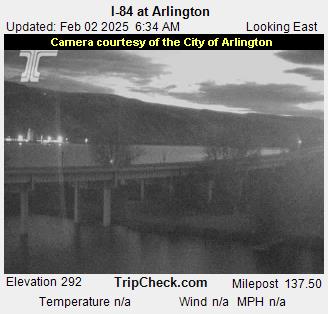 I-84 at Arlington
Updated: Feb 02 2025 6:34 AM Looking East
Camera courtesy of the City of Arlington
Elevation 292 TripCheck.com Milepost 137.50
Temperature n/a Wind n/a MPH n/a